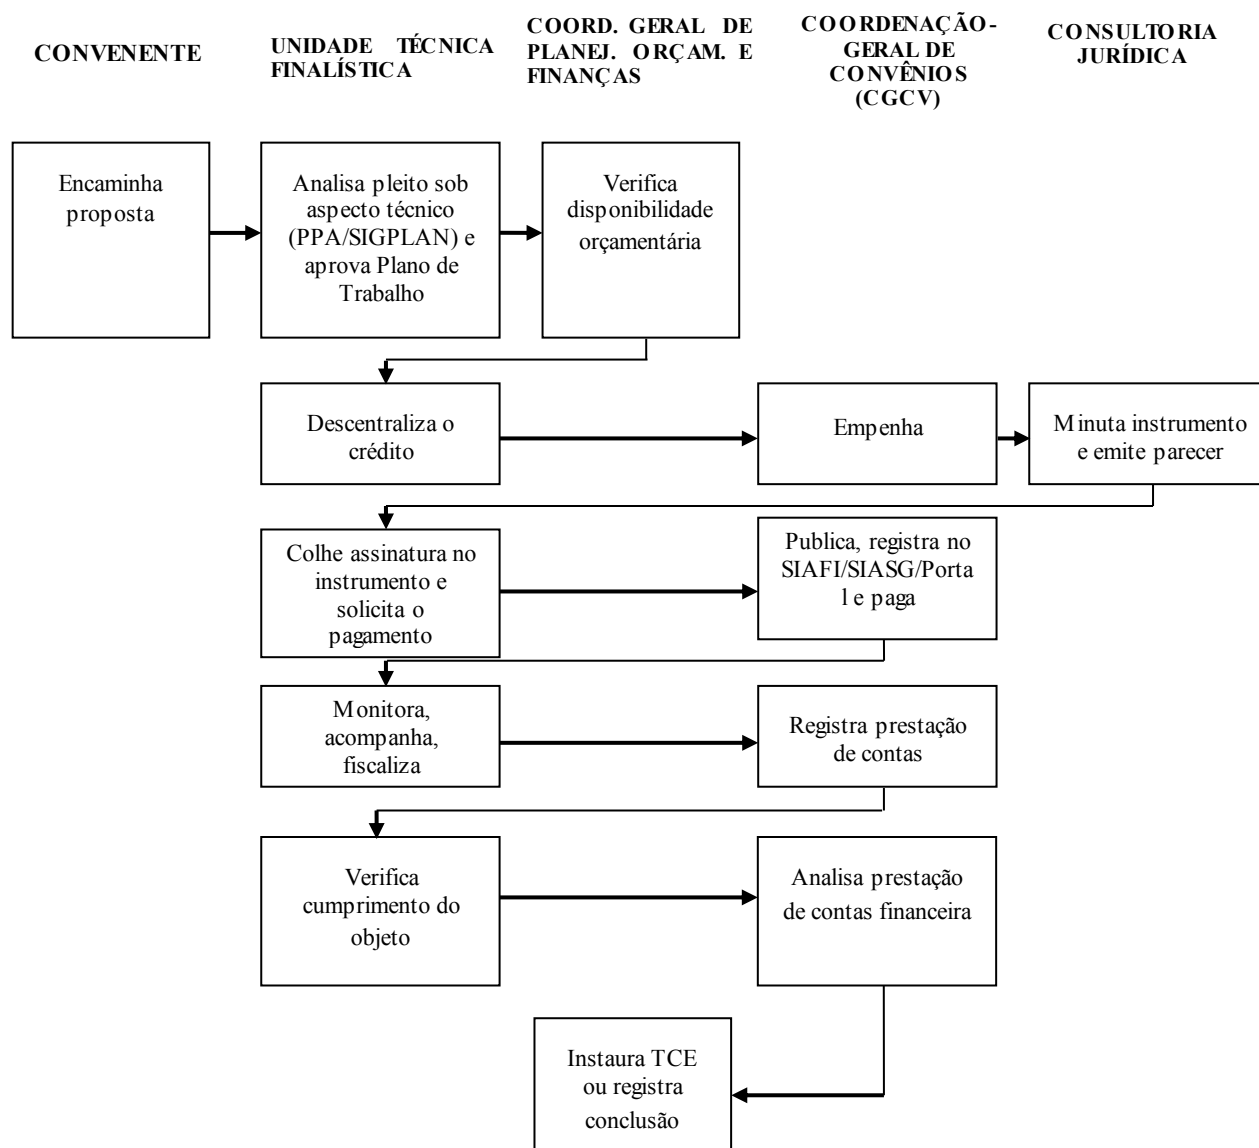 CONVENENTE
UNIDADE TÉCNICA
FINALÍSTICA
COORD. GERAL DE
PLANEJ. ORÇAM. E
FINANÇAS
COORDENAÇÃO-
GERAL DE
CONVÊNIOS
(CGCV)
CONSULTORIA
JURÍDICA
Encaminha
proposta
Analisa pleito sob
aspecto técnico
(PPA/SIGPLAN) e
aprova Plano de
Trabalho
Verifica
disponibilidade
orçamentária
Descentraliza o
crédito
Empenha
Minuta instrumento
e emite parecer
Colhe assinatura no
instrumento e
solicita o
pagamento
Publica, registra no
SIAFI/SIASG/Porta
l e paga
Monitora,
acompanha,
fiscaliza
Registra prestação
de contas
Verifica
cumprimento do
objeto
Analisa prestação
de contas financeira
Instaura TCE
ou registra
conclusão